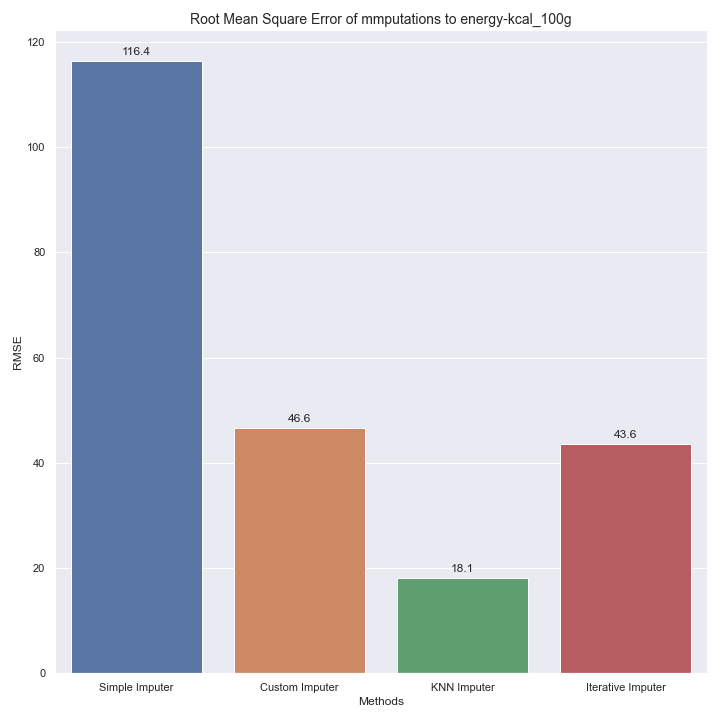 Root Mean Square Error of mmputations to energy-kcal_100g
120
100
80
60
40
20
0
RMSE
116.4
46.6
18.1
43.6
Simple Imputer
Custom Imputer
KNN Imputer
Iterative Imputer
Methods